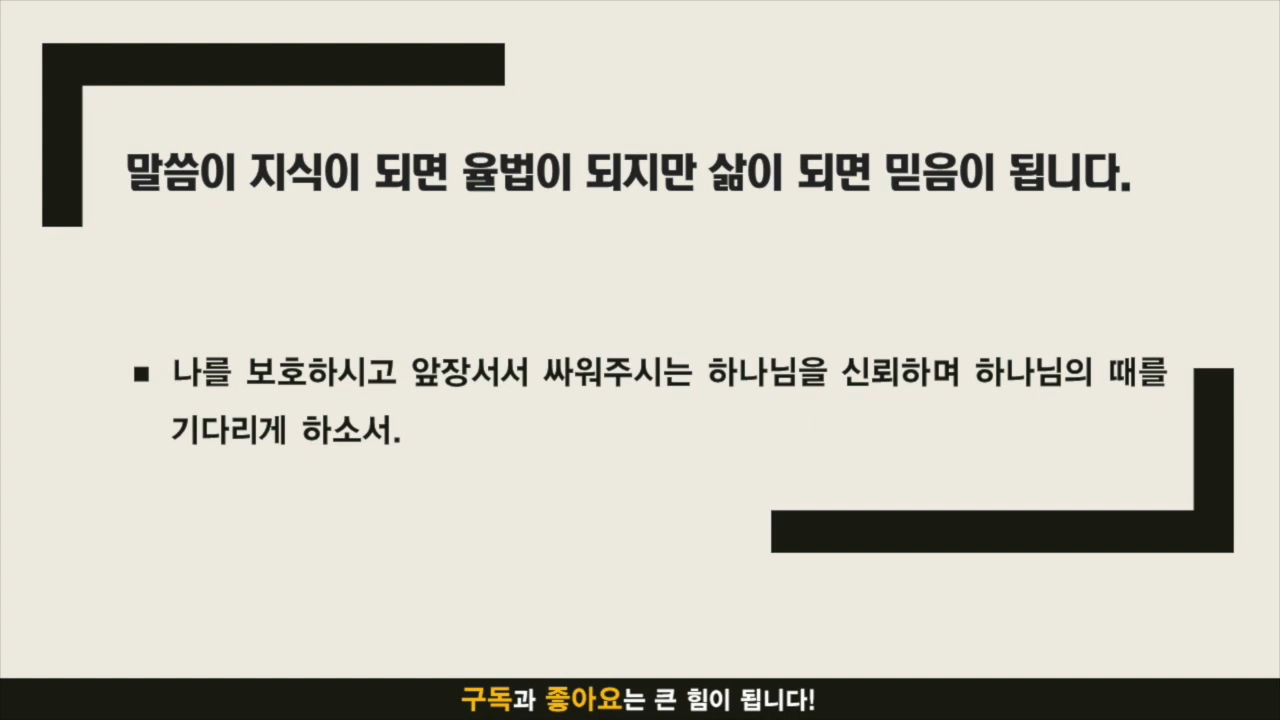 말씀이 지식이 되면 율법이 되지만 삶이 되면 믿음이 됩니다.
■ 나를 보호하시고 앞장서서 싸워주시는 하나님을 신뢰하며 하나님의 때를
기다리게 하소서.
구독과 좋아요는 큰 힘이 됩니다!